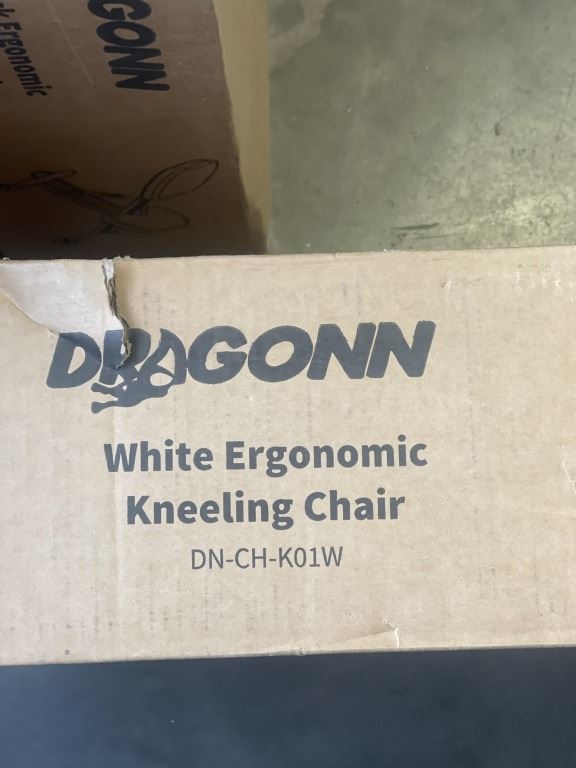 GONN
Ergonomic
DRAGONN
White Ergonomic
Kneeling Chair
DN-CH-K01W